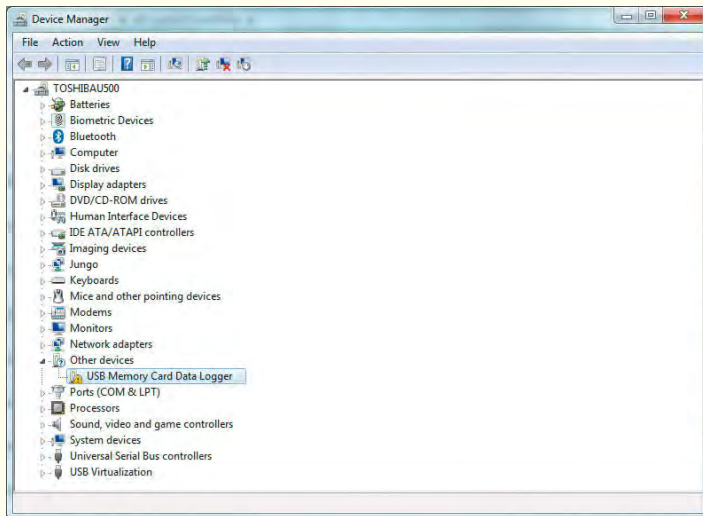 Device Manager
File Action View Help
TOSHIBAU500
Batteries
Biometric Devices
Bluetooth
Computer
Disk drives
Display adapters
DVD/CD-ROM drives
Human Interface Devices
IDE ATA/ATAPI controllers
Imaging devices
Jungo
Keyboards
Mice and other pointing devices
Modems
Monitors
Network adapters
Other devices
USB Memory Card Data Logger
Ports (COM & LPT)
Processors
Sound, video and game controllers
System devices
Universal Serial Bus controllers
USB Virtualization